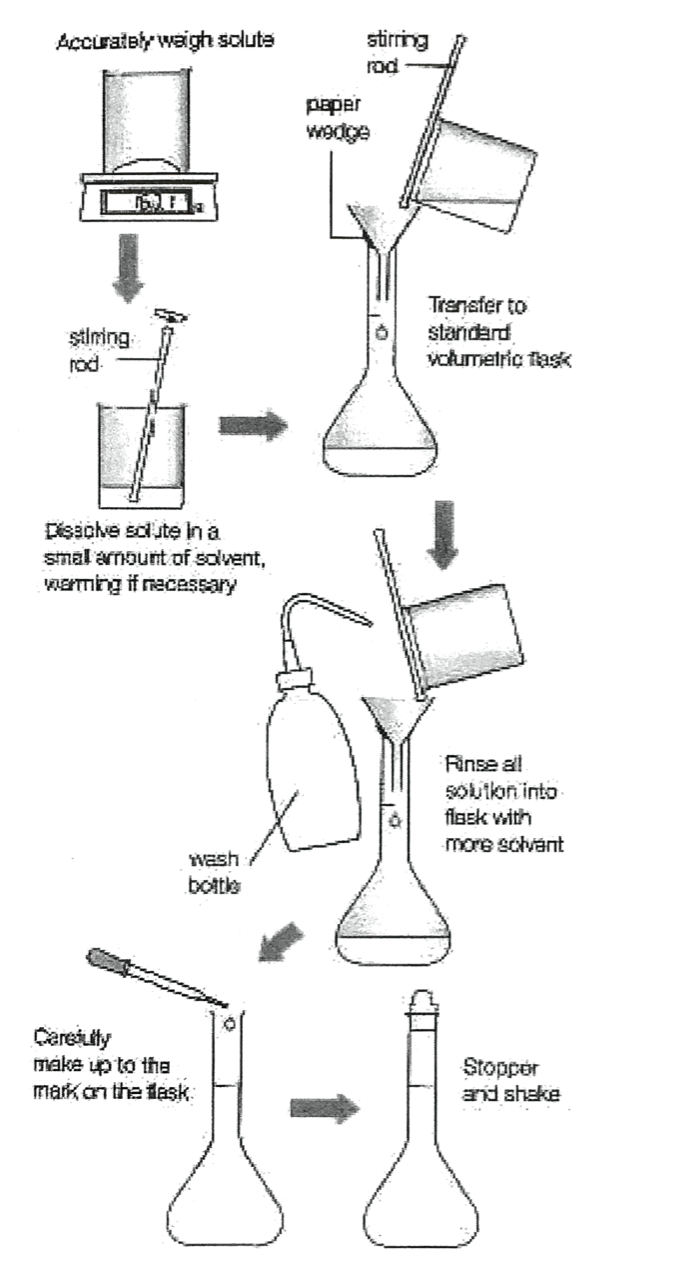 Accurately weigh solute
stirring
rod
paper
wedge
Transfer to
standard
volumetric flask
stirring
rod
Dissolve solute in a
small amount of solvent,
warming if necessary
Rinse all
solution into
flask with
more solvent
wash
bottle
Carefully
make up to the
mark on the flask
Stopper
and shake